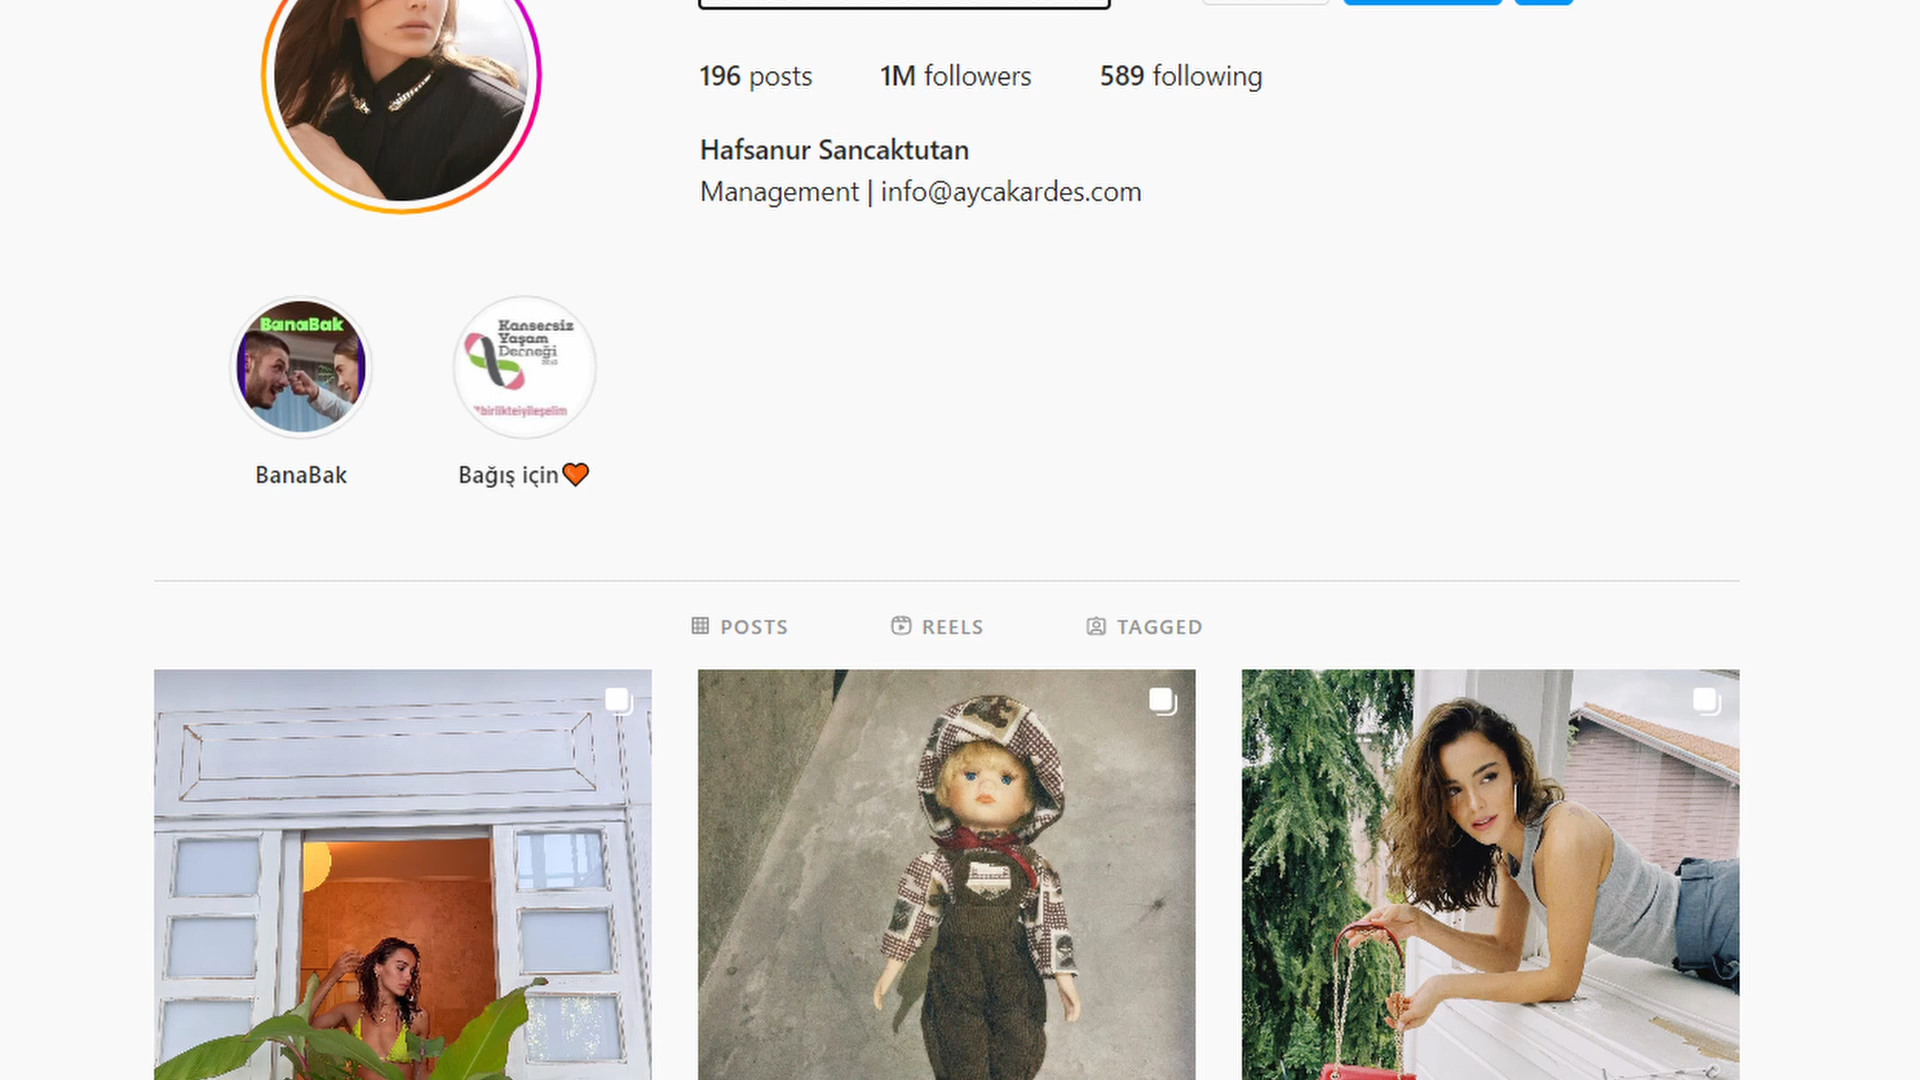 196 posts 1M followers 589 following
Hafsanur Sancaktutan
Management | info@aycakardes.com
BanaBak
Kansersiz
Yaşam
Derneği
#birlikteiyileşelim
BanaBak
Bağış için🧡
POSTS REELS TAGGED